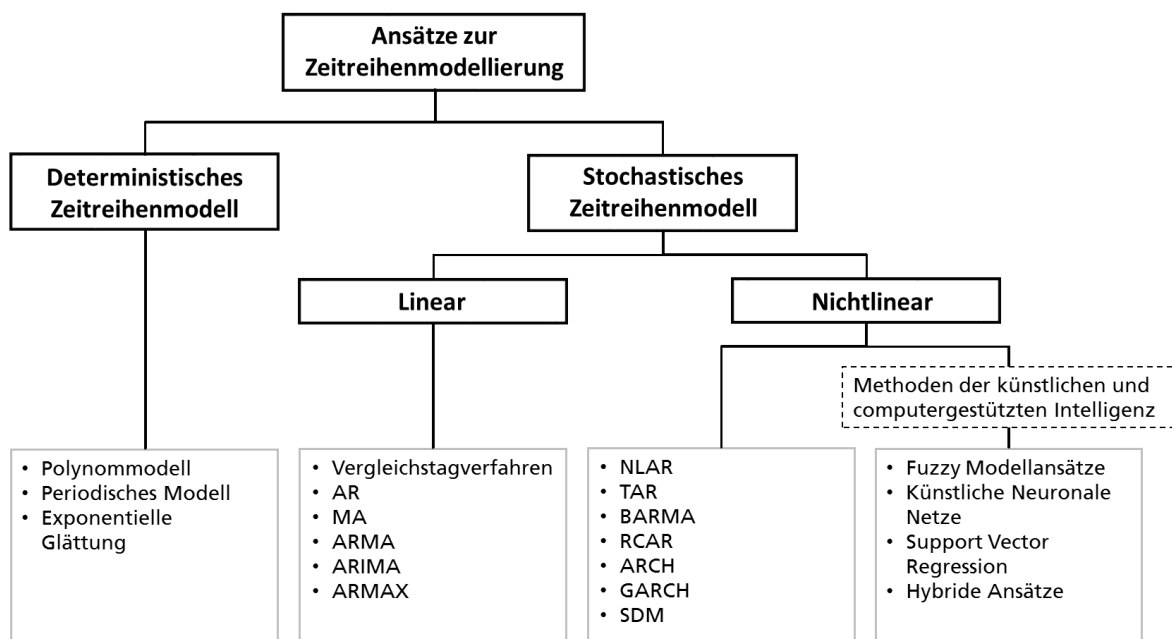 Ansätze zur
Zeitreihenmodellierung
Deterministisches
Zeitreihenmodell
Stochastisches
Zeitreihenmodell
Linear
Nichtlinear
Methoden der künstlichen und
computergestützten Intelligenz
• Polynommodell
• Periodisches Modell
• Exponentielle
Glättung
• Vergleichstagverfahren
• AR
• MA
• ARMA
• ARIMA
• ARMAX
• NLAR
• TAR
• BARMA
• RCAR
• ARCH
• GARCH
• SDM
• Fuzzy Modellansätze
• Künstliche Neuronale
Netze
• Support Vector
Regression
• Hybride Ansätze